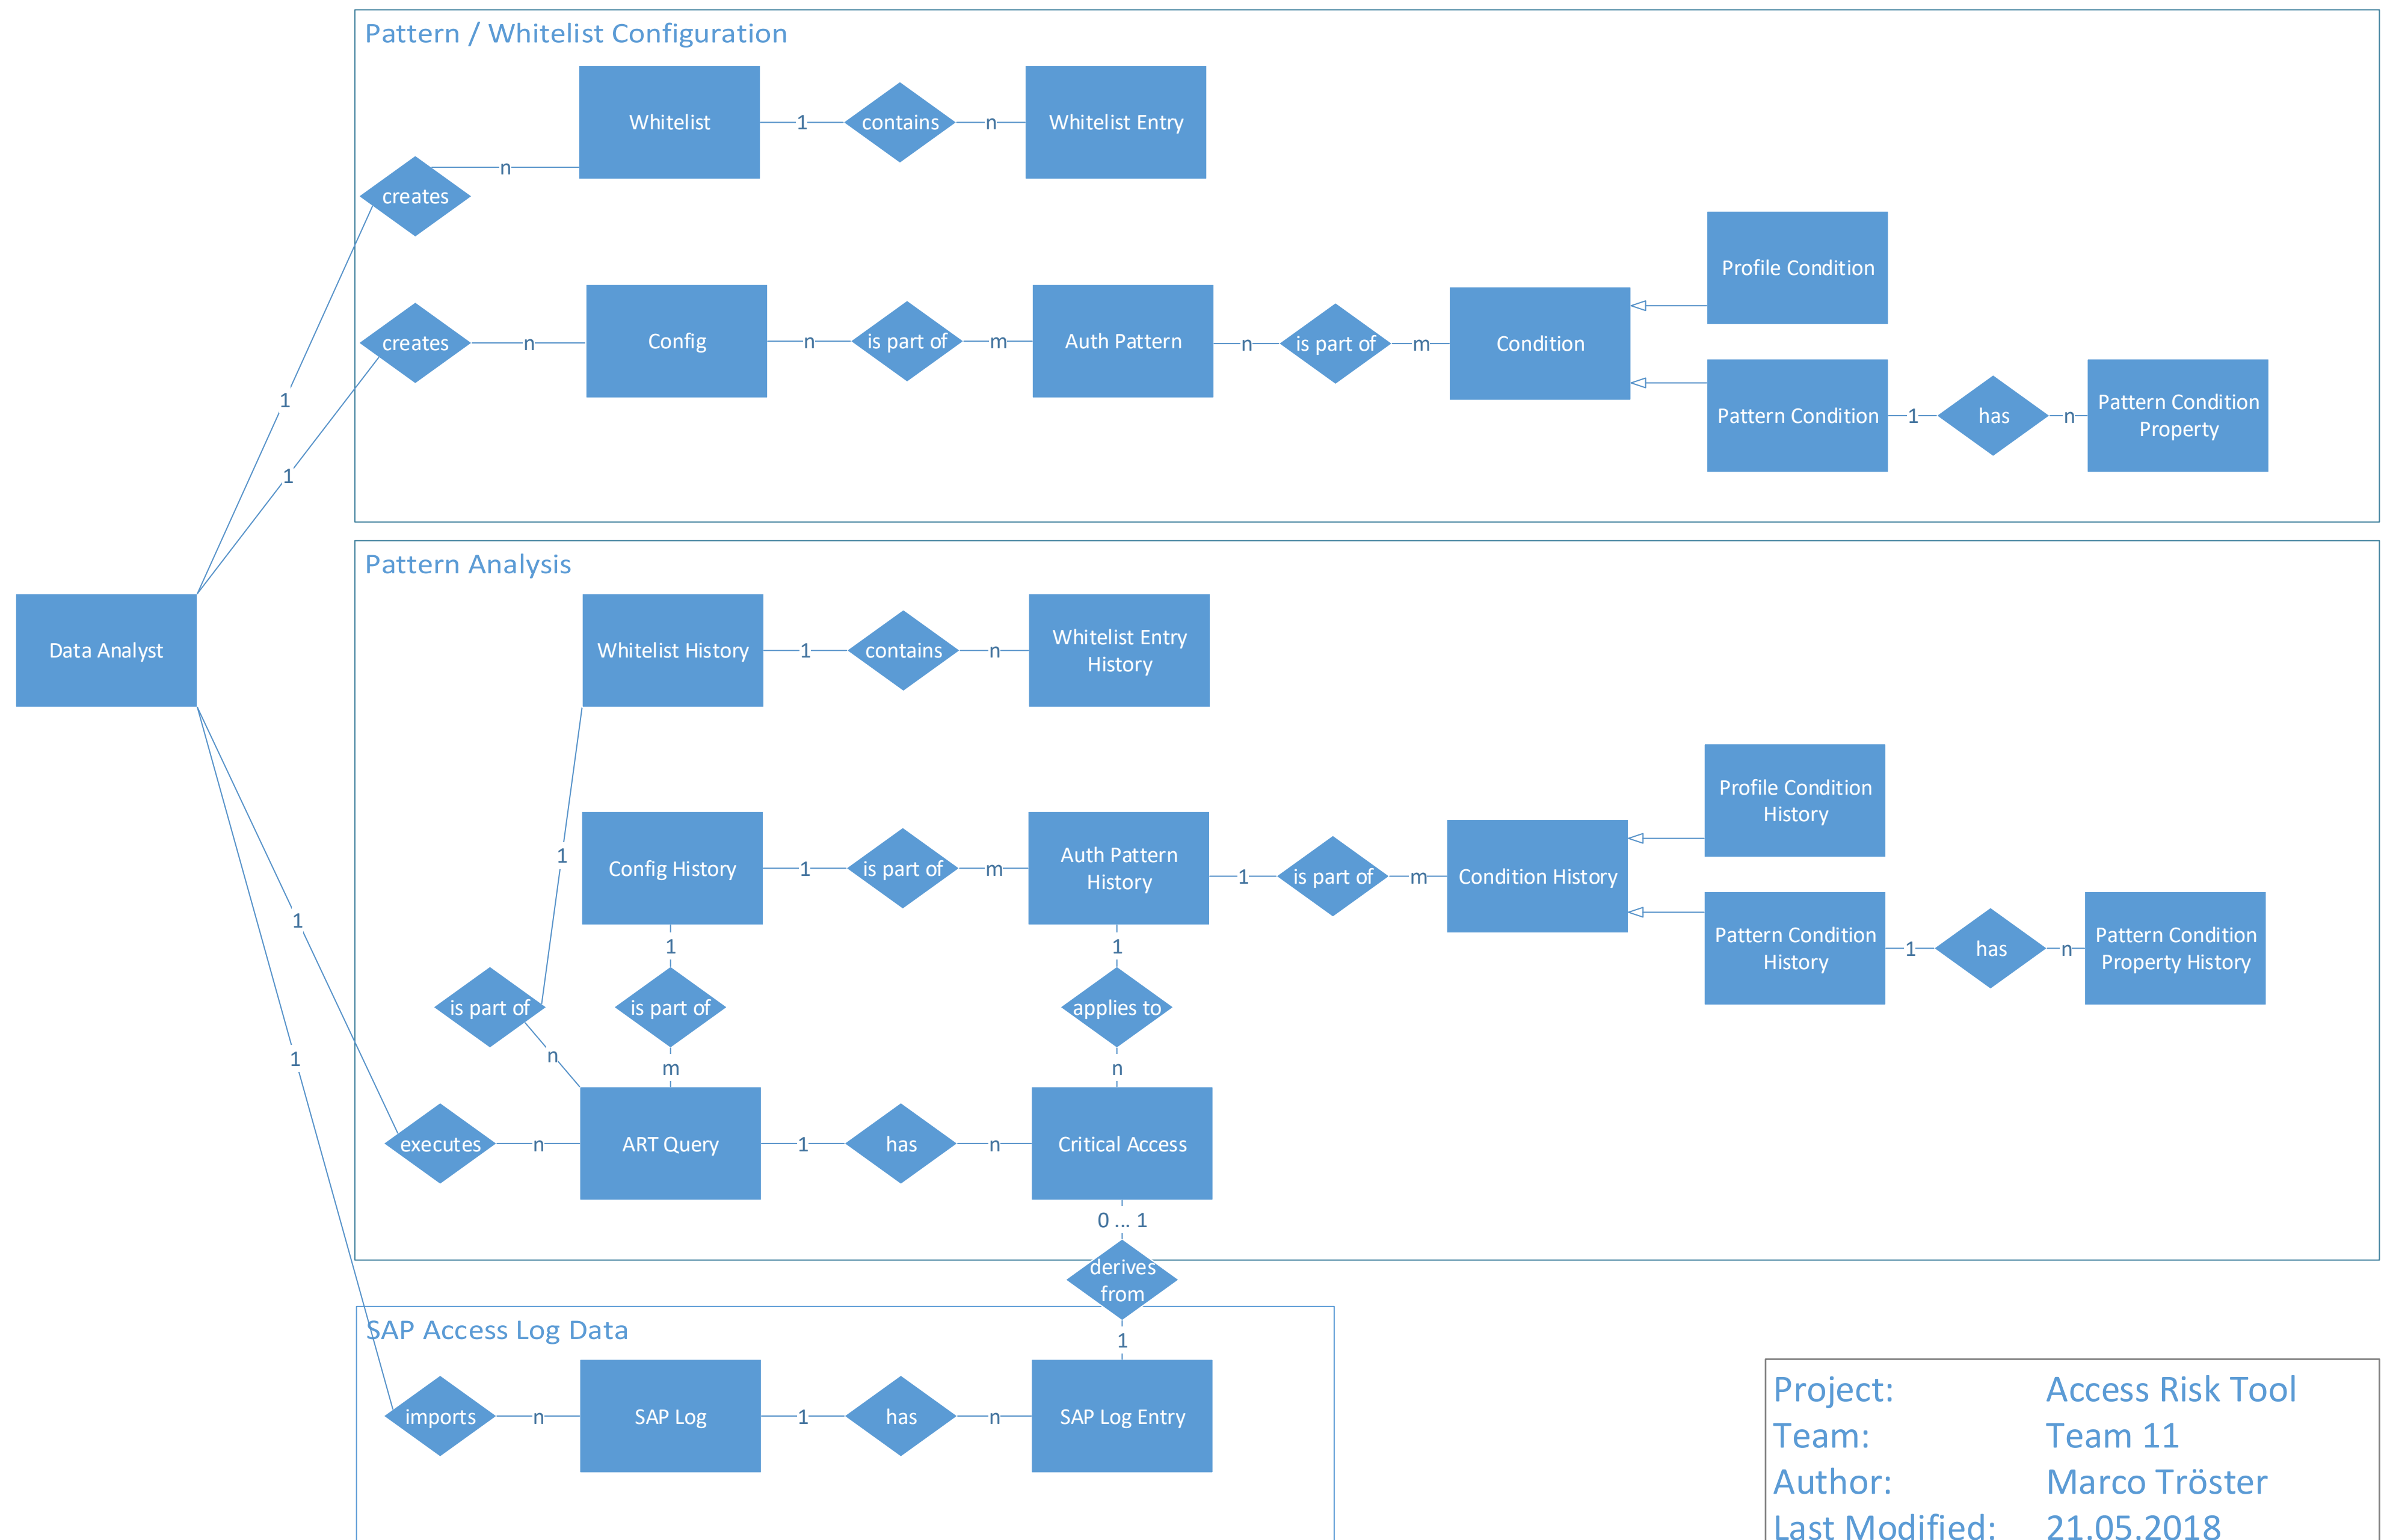 Pattern / Whitelist Configuration
Whitelist
1
contains
n
Whitelist Entry
n
creates
Profile Condition
creates
n
Config
n
is part of
m
Auth Pattern
n
is part of
m
Condition
1
Pattern Condition
1
has
n
Pattern Condition
Property
1
Pattern Analysis
Data Analyst
Whitelist History
1
contains
n
Whitelist Entry
History
Profile Condition
History
1
Config History
1
is part of
m
Auth Pattern
History
1
is part of
m
Condition History
1
1
1
Pattern Condition
History
1
has
n
Pattern Condition
Property History
is part of
is part of
applies to
n
m
n
1
executes
n
ART Query
1
has
n
Critical Access
0 ... 1
derives
from
SAP Access Log Data
1
imports
n
SAP Log
1
has
n
SAP Log Entry
Project: Access Risk Tool
Team: Team 11
Author: Marco Tröster
Last Modified: 21.05.2018